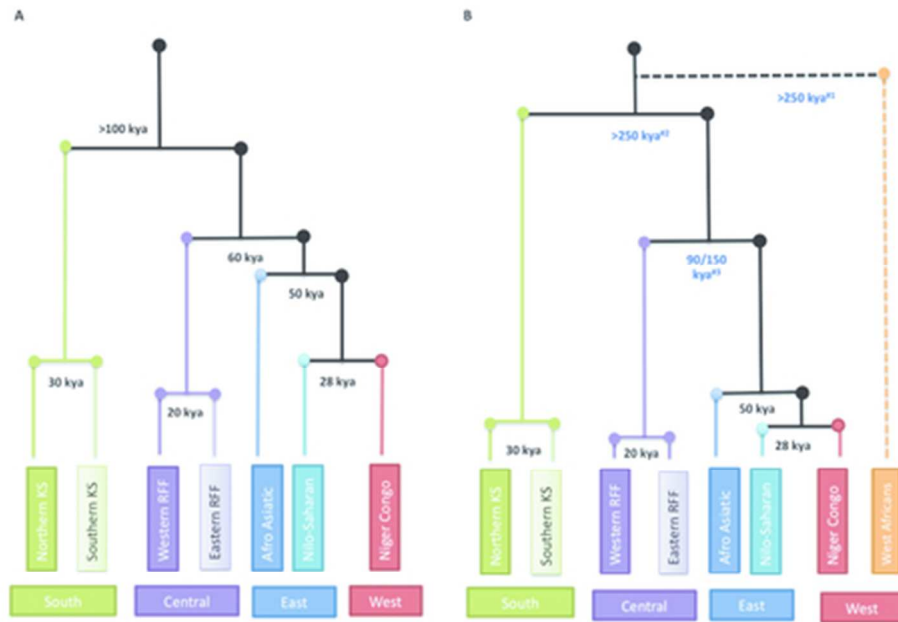 A
>100 kya
60 kya
50 kya
30 kya
28 kya
20 kya
Northern KS
Southern KS
Western RFF
Eastern RFF
Afro Asiatic
Nilo-Saharan
Niger Congo
South
Central
East
West
B
>250 kya#1
>250 kya#2
90/150
kya#3
50 kya
30 kya
20 kya
28 kya
Northern KS
Southern KS
Western RFF
Eastern RFF
Afro Asiatic
Nilo-Saharan
Niger Congo
West Africans
South
Central
East
West